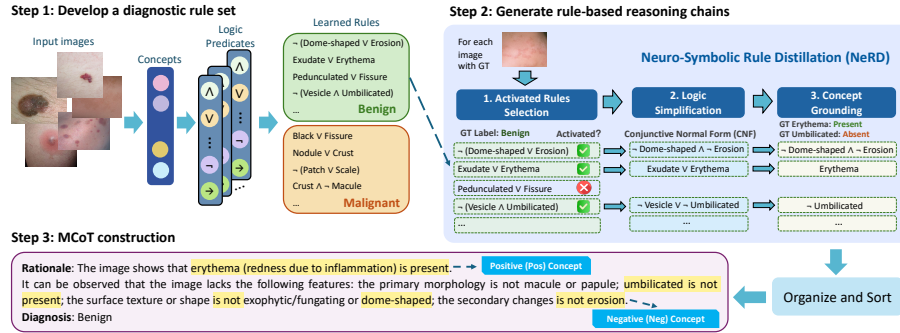 Step 1: Develop a diagnostic rule set
Input images
Concepts
Logic
Predicates
Λ
V
¬
→
...
Learned Rules
¬ (Dome-shaped V Erosion)
Exudate V Erythema
Pedunculated V Fissure
¬ (Vesicle Λ Umbilicated)
...
Benign
Black V Fissure
Nodule V Crust
¬ (Patch V Scale)
Crust Λ ¬ Macule
...
Malignant
Step 2: Generate rule-based reasoning chains
For each
image
with GT
Neuro-Symbolic Rule Distillation (NeRD)
1. Activated Rules
Selection
2. Logic
Simplification
3. Concept
Grounding
GT Label: Benign
Activated?
¬ (Dome-shaped V Erosion)
Exudate V Erythema
Pedunculated V Fissure
¬ (Vesicle Λ Umbilicated)
...
Conjunctive Normal Form (CNF)
¬ Dome-shaped Λ ¬ Erosion
Exudate V Erythema
¬ Vesicle V ¬ Umbilicated
...
GT Erythema: Present
GT Umbilicated: Absent
¬ Dome-shaped Λ ¬ Erosion
Erythema
¬ Umbilicated
...
Organize and Sort
Step 3: MCoT construction
Rationale: The image shows that erythema (redness due to inflammation) is present.
Positive (Pos) Concept
It can be observed that the image lacks the following features: the primary morphology is not macule or papule; umbilicated is not
present; the surface texture or shape is not exophytic/fungating or dome-shaped; the secondary changes is not erosion.
Diagnosis: Benign
Negative (Neg) Concept